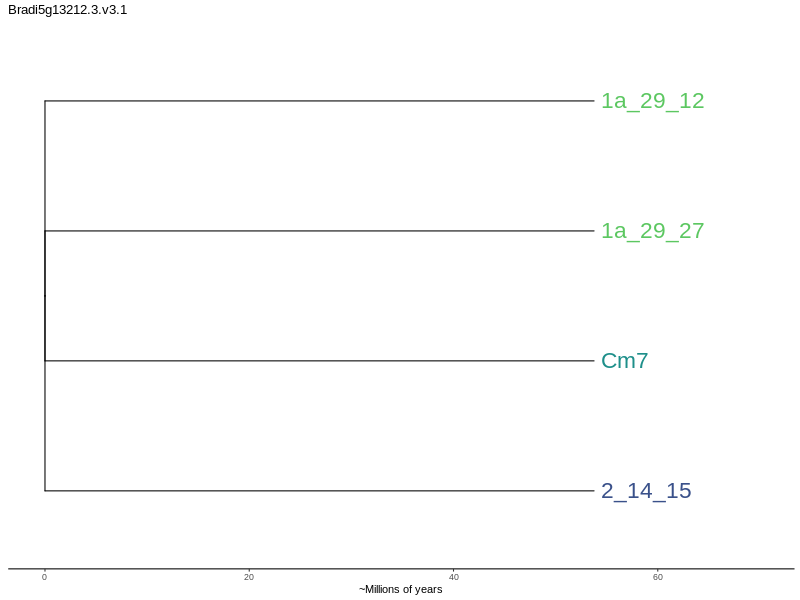 Bradi5g13212.3.v3.1
1a_29_12
1a_29_27
Cm7
2_14_15
0 20 40 60
~Millions of years